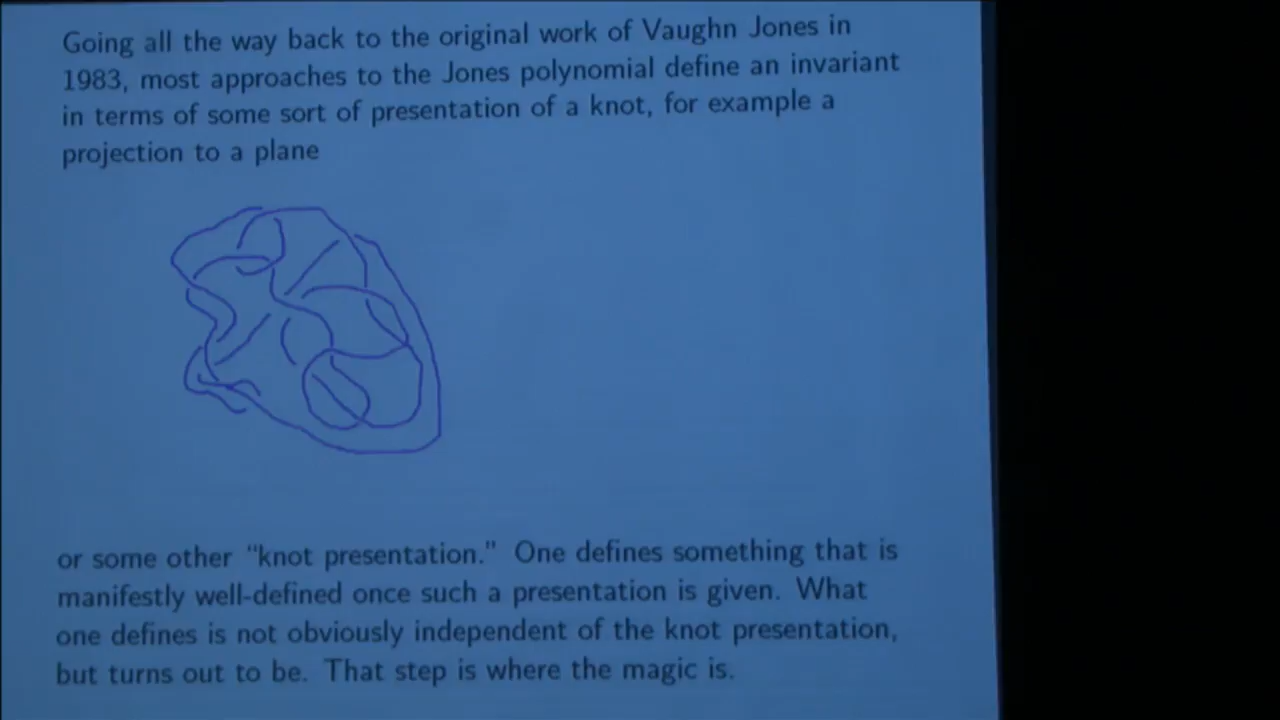 Going all the way back to the original work of Vaughn Jones in
1983, most approaches to the Jones polynomial define an invariant
in terms of some sort of presentation of a knot, for example a
projection to a plane
or some other “knot presentation.” One defines something that is
manifestly well-defined once such a presentation is given. What
one defines is not obviously independent of the knot presentation,
but turns out to be. That step is where the magic is.